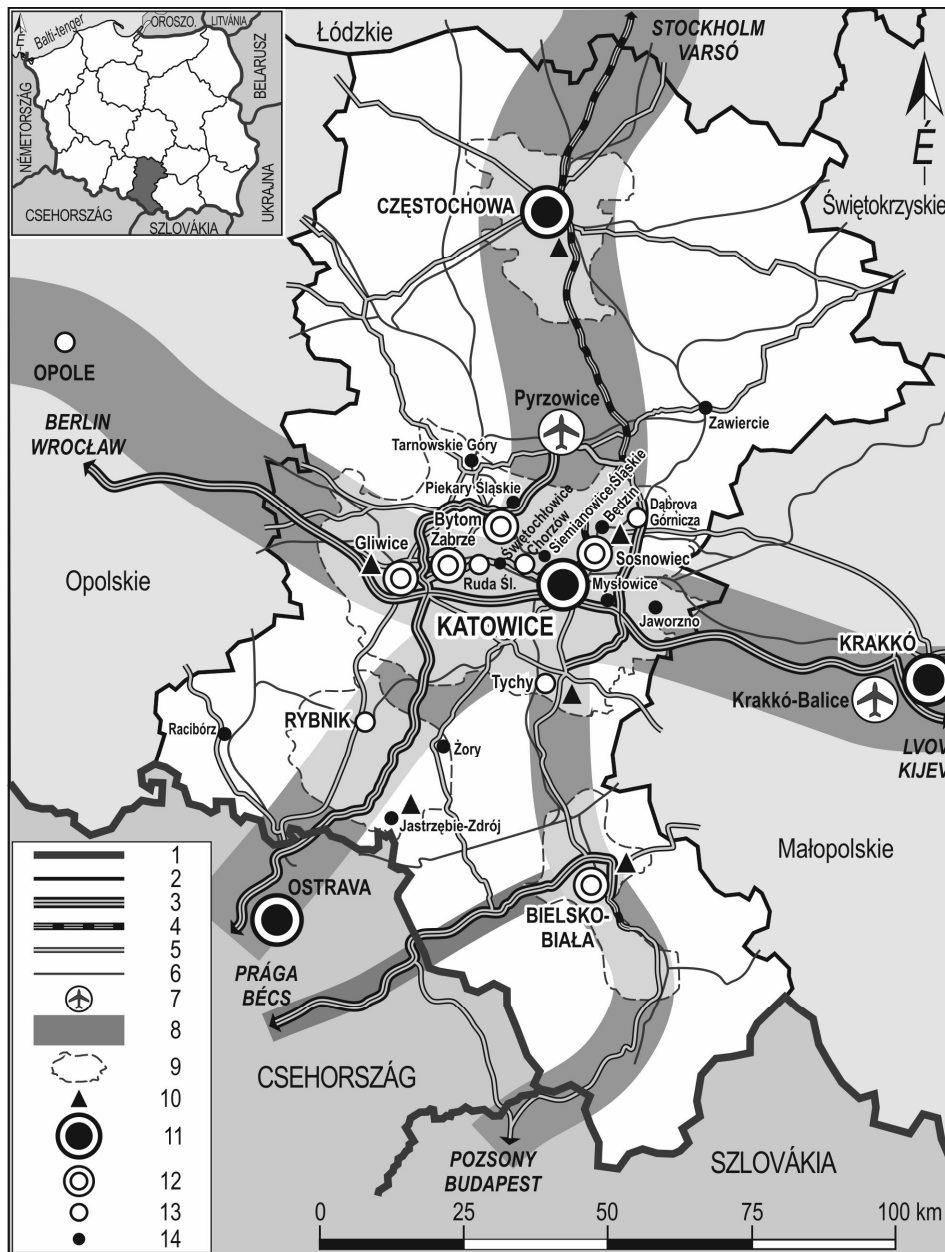 OROSZO.
LITVÁNIA
Balti-tenger
É
BELARUSZ
NÉMETORSZÁG
UKRAJNA
CSEHORSZÁG
SZLOVÁKIA
Łódzkie
STOCKHOLM
VARSÓ
É
Świętokrzyskie
CZĘSTOCHOWA
OPOLE
BERLIN
WROCŁAW
Pyrzowice
Zawiercie
Tarnowskie Góry
Piekary Śląskie
Bytom
Zabrze
Świętochłowice
Chorzów
Siemianowice Śląskie
Będzin
Dąbrova
Górnicza
Gliwice
Ruda Śl.
Sosnowiec
Mysłowice
Jaworzno
Opolskie
KATOWICE
KRAKKÓ
Krakkó-Balice
Tychy
LVOV
KIJEV
Racibórz
RYBNIK
Żory
Jastrzębie-Zdrój
Małopolskie
OSTRAVA
BIELSKO-
BIAŁA
PRÁGA
BÉCS
CSEHORSZÁG
SZLOVÁKIA
POZSONY
BUDAPEST
1
2
3
4
5
6
7
8
9
10
11
12
13
14
0 25 50 75 100 km